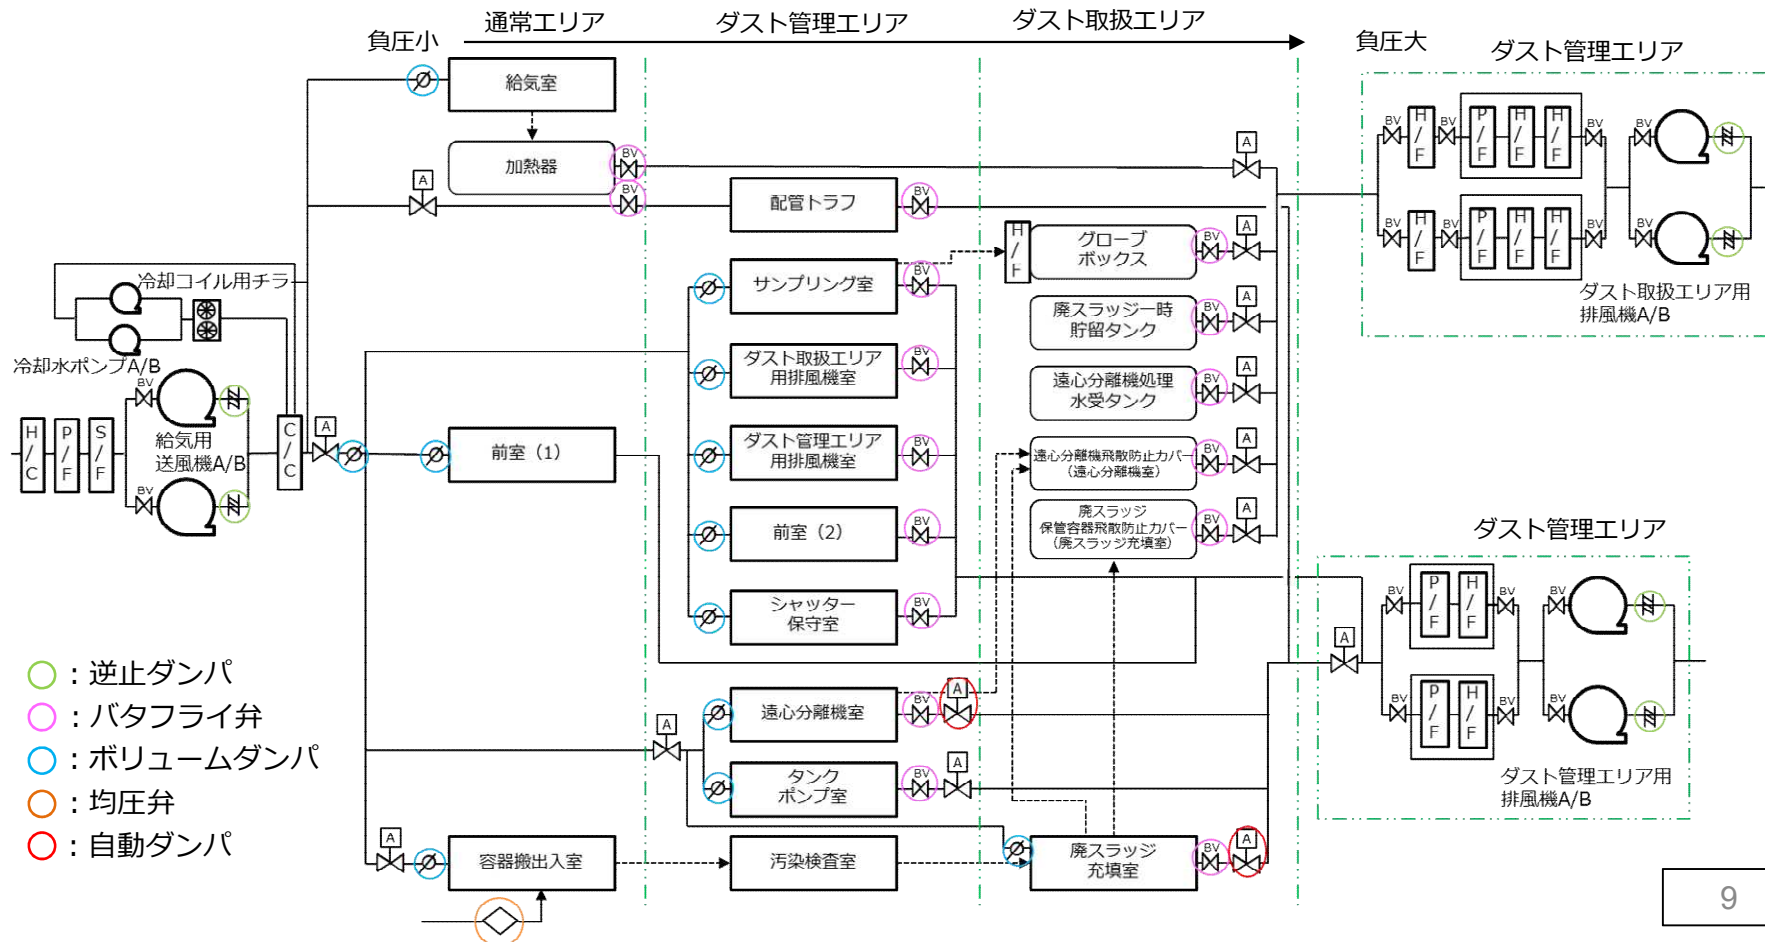 通常エリア
ダスト管理エリア
ダスト取扱エリア
負圧小
負圧大
ダスト管理エリア
給気室
加熱器
BV
A
A
BV
配管トラフ
BV
H/F
グローブ
ボックス
BV
A
サンプリング室
BV
廃スラッジ一時
貯留タンク
BV
A
ダスト取扱エリア
用排風機室
BV
遠心分離機処理
水受タンク
BV
A
ダスト管理エリア
用排風機室
BV
遠心分離機飛散防止カバー
(遠心分離機室)
BV
A
前室（2）
BV
廃スラッジ
保管容器飛散防止カバー
(廃スラッジ充填室)
BV
A
シャッター
保守室
BV
冷却コイル用チラー
冷却水ポンプA/B
BV
H/C
P/F
S/F
給気用
送風機A/B
BV
C/C
A
前室（1）
BV
H/F
BV
P/F
H/F
H/F
BV
BV
BV
H/F
BV
P/F
H/F
H/F
BV
BV
ダスト取扱エリア用
排風機A/B
ダスト管理エリア
A
BV
P/F
H/F
BV
BV
BV
P/F
H/F
BV
BV
ダスト管理エリア用
排風機A/B
A
遠心分離機室
BV
A
タンク
ポンプ室
BV
A
A
容器搬出入室
汚染検査室
廃スラッジ
充填室
BV
A
：逆止ダンパ
：バタフライ弁
：ボリュームダンパ
：均圧弁
：自動ダンパ
9